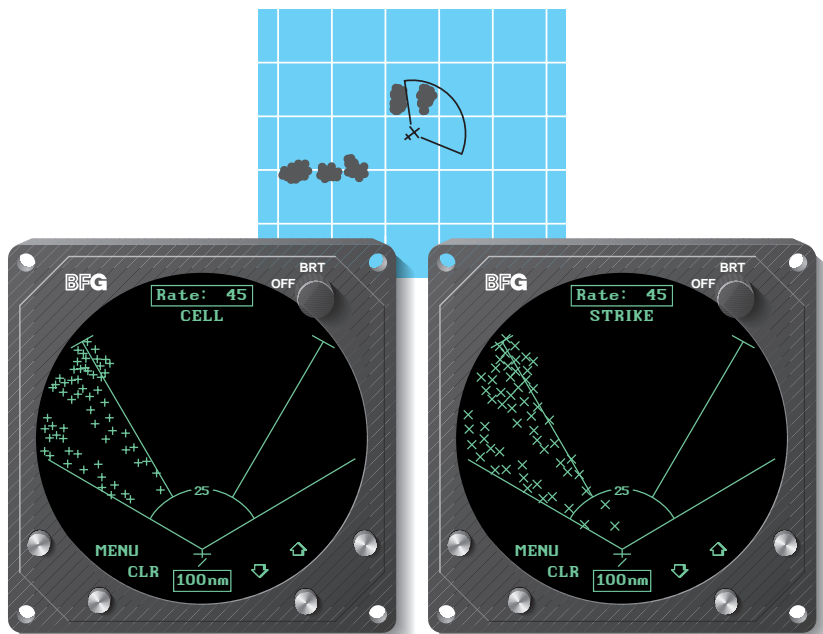 BFG
BRT
OFF
Rate: 45
CELL
25
MENU
CLR
100nm
BFG
BRT
OFF
Rate: 45
STRIKE
25
MENU
CLR
100nm